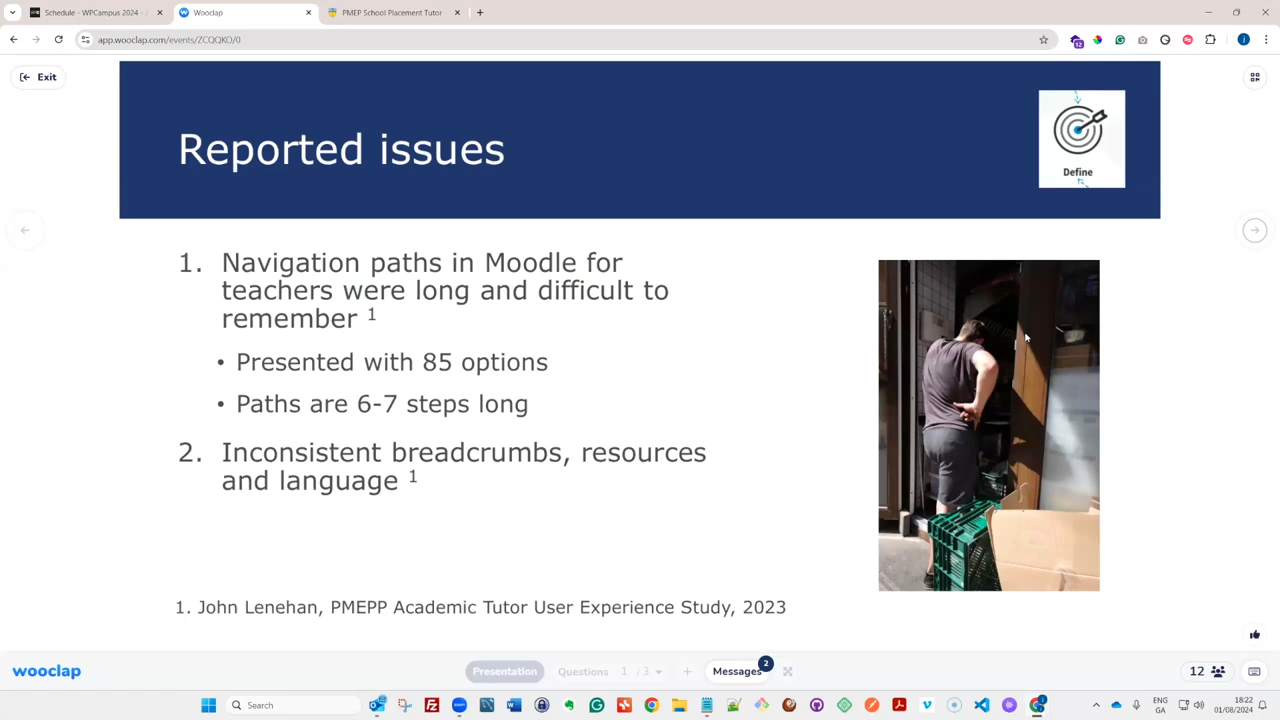 Schedule - WPCampus 2024 -
Wooclap
PMEP School Placement Tutor
app.wooclap.com/events/ZCQQKO/0
12
Exit
Reported issues
Define
1. Navigation paths in Moodle for
teachers were long and difficult to
remember 1
• Presented with 85 options
• Paths are 6-7 steps long
2. Inconsistent breadcrumbs, resources
and language 1
1. John Lenehan, PMEPP Academic Tutor User Experience Study, 2023
wooclap
Presentation
Questions 1 / 3
Messages 2
12
Search
ENG
GA
18:22
01/08/2024